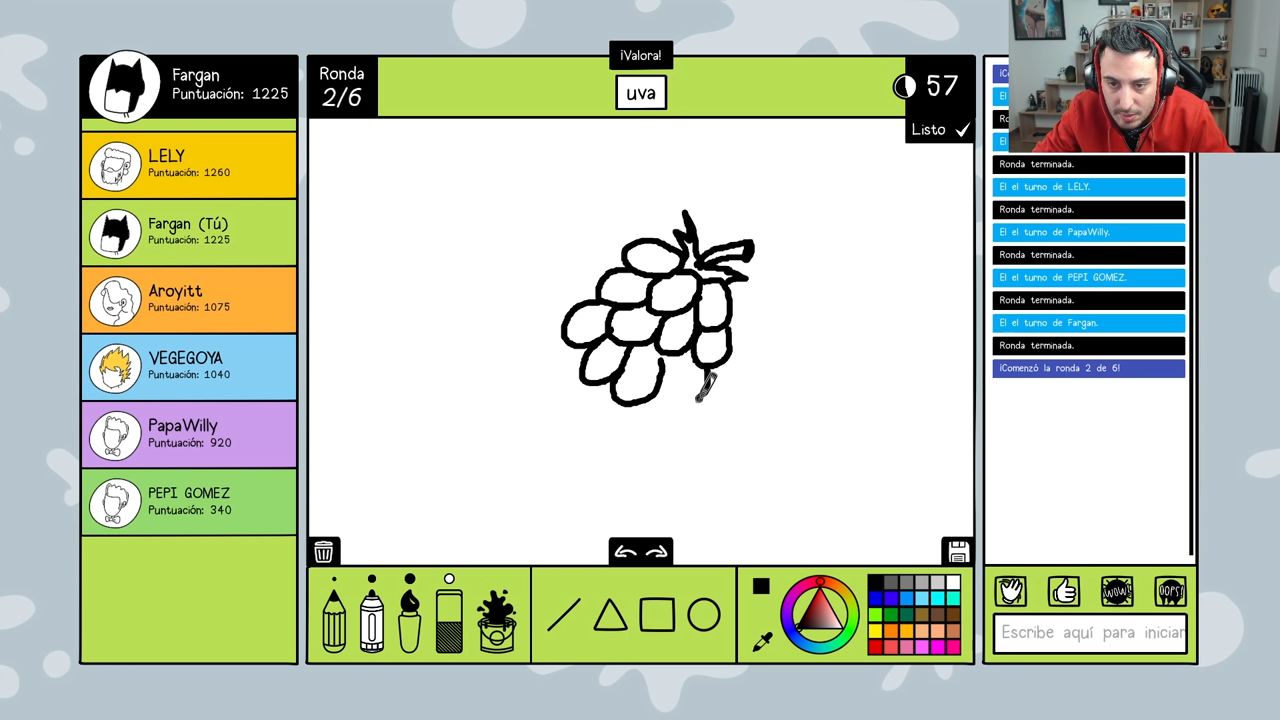 Fargan
Puntuación: 1225
LELY
Puntuación: 1260
Fargan (Tú)
Puntuación: 1225
Aroyitt
Puntuación: 1075
VEGEGOYA
Puntuación: 1040
PapaWilly
Puntuación: 920
PEPI GOMEZ
Puntuación: 340
Ronda
2/6
¡Valora!
uva
57
Listo
Ronda terminada.
El el turno de LELY.
Ronda terminada.
El el turno de PapaWilly.
Ronda terminada.
El el turno de PEPI GOMEZ.
Ronda terminada.
El el turno de Fargan.
Ronda terminada.
¡Comenzó la ronda 2 de 6!
WOW!
OOPS!
Escribe aquí para iniciar